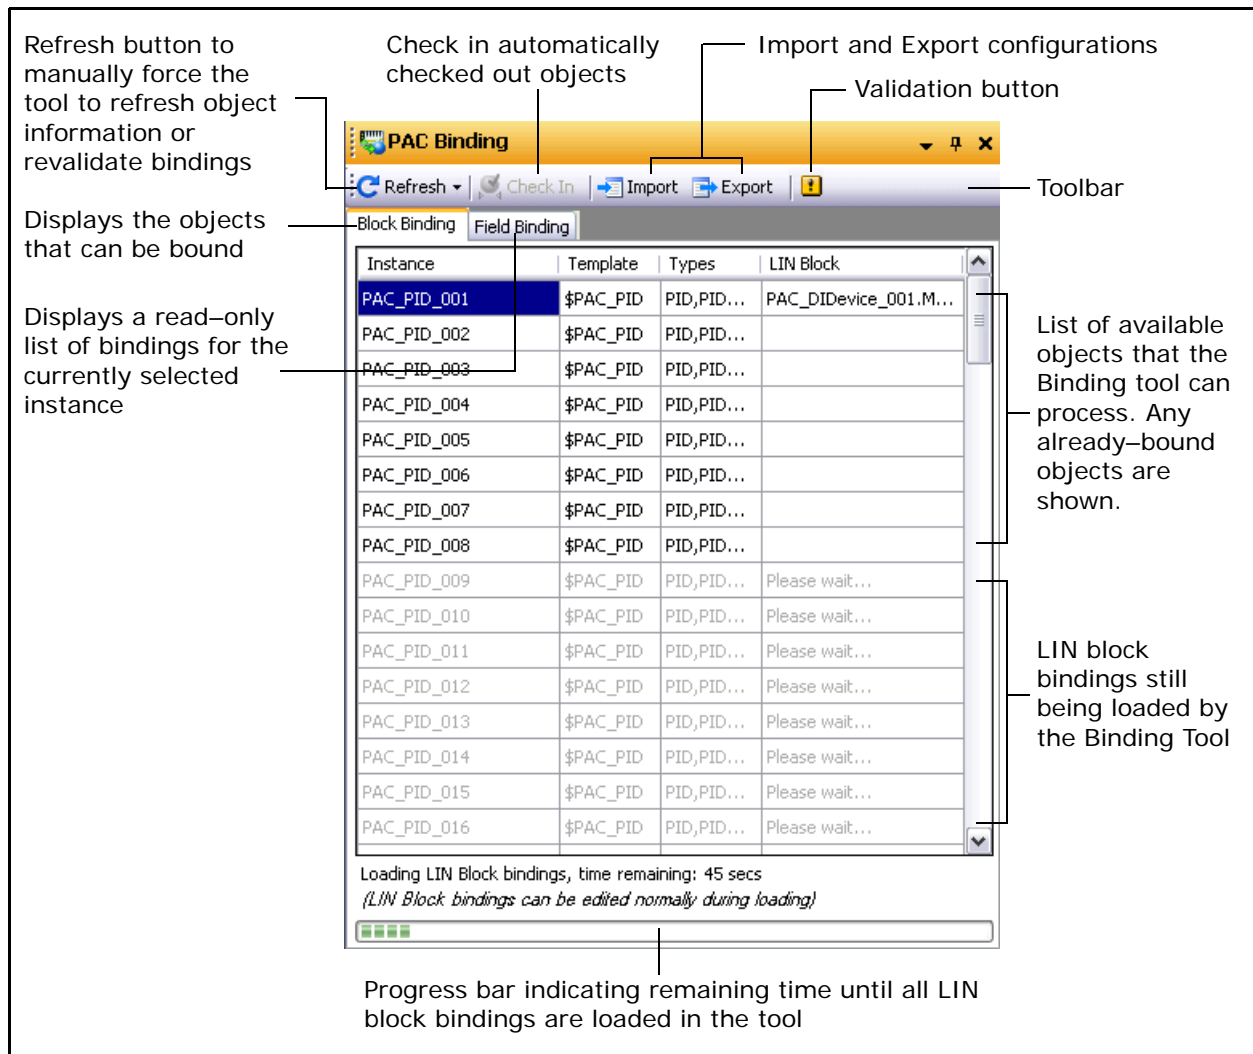 Refresh button to
manually force the
tool to refresh object
information or
revalidate bindings
Check in automatically
checked out objects
Import and Export configurations
Validation button
PAC Binding
Refresh
Check In
Import
Export
Toolbar
Displays the objects
that can be bound
Block Binding
Field Binding
Instance Template Types LIN Block
PAC_PID_001 $PAC_PID PID,PID... PAC_DIDevice_001.M...
PAC_PID_002 $PAC_PID PID,PID...
PAC_PID_003 $PAC_PID PID,PID...
PAC_PID_004 $PAC_PID PID,PID...
PAC_PID_005 $PAC_PID PID,PID...
PAC_PID_006 $PAC_PID PID,PID...
PAC_PID_007 $PAC_PID PID,PID...
PAC_PID_008 $PAC_PID PID,PID...
PAC_PID_009 $PAC_PID PID,PID... Please wait...
PAC_PID_010 $PAC_PID PID,PID... Please wait...
PAC_PID_011 $PAC_PID PID,PID... Please wait...
PAC_PID_012 $PAC_PID PID,PID... Please wait...
PAC_PID_013 $PAC_PID PID,PID... Please wait...
PAC_PID_014 $PAC_PID PID,PID... Please wait...
PAC_PID_015 $PAC_PID PID,PID... Please wait...
PAC_PID_016 $PAC_PID PID,PID... Please wait...
Displays a read–only
list of bindings for the
currently selected
instance
List of available
objects that the
Binding tool can
process. Any
already–bound
objects are
shown.
LIN block
bindings still
being loaded by
the Binding Tool
Loading LIN Block bindings, time remaining: 45 secs
(LIN Block bindings can be edited normally during loading)
Progress bar indicating remaining time until all LIN
block bindings are loaded in the tool